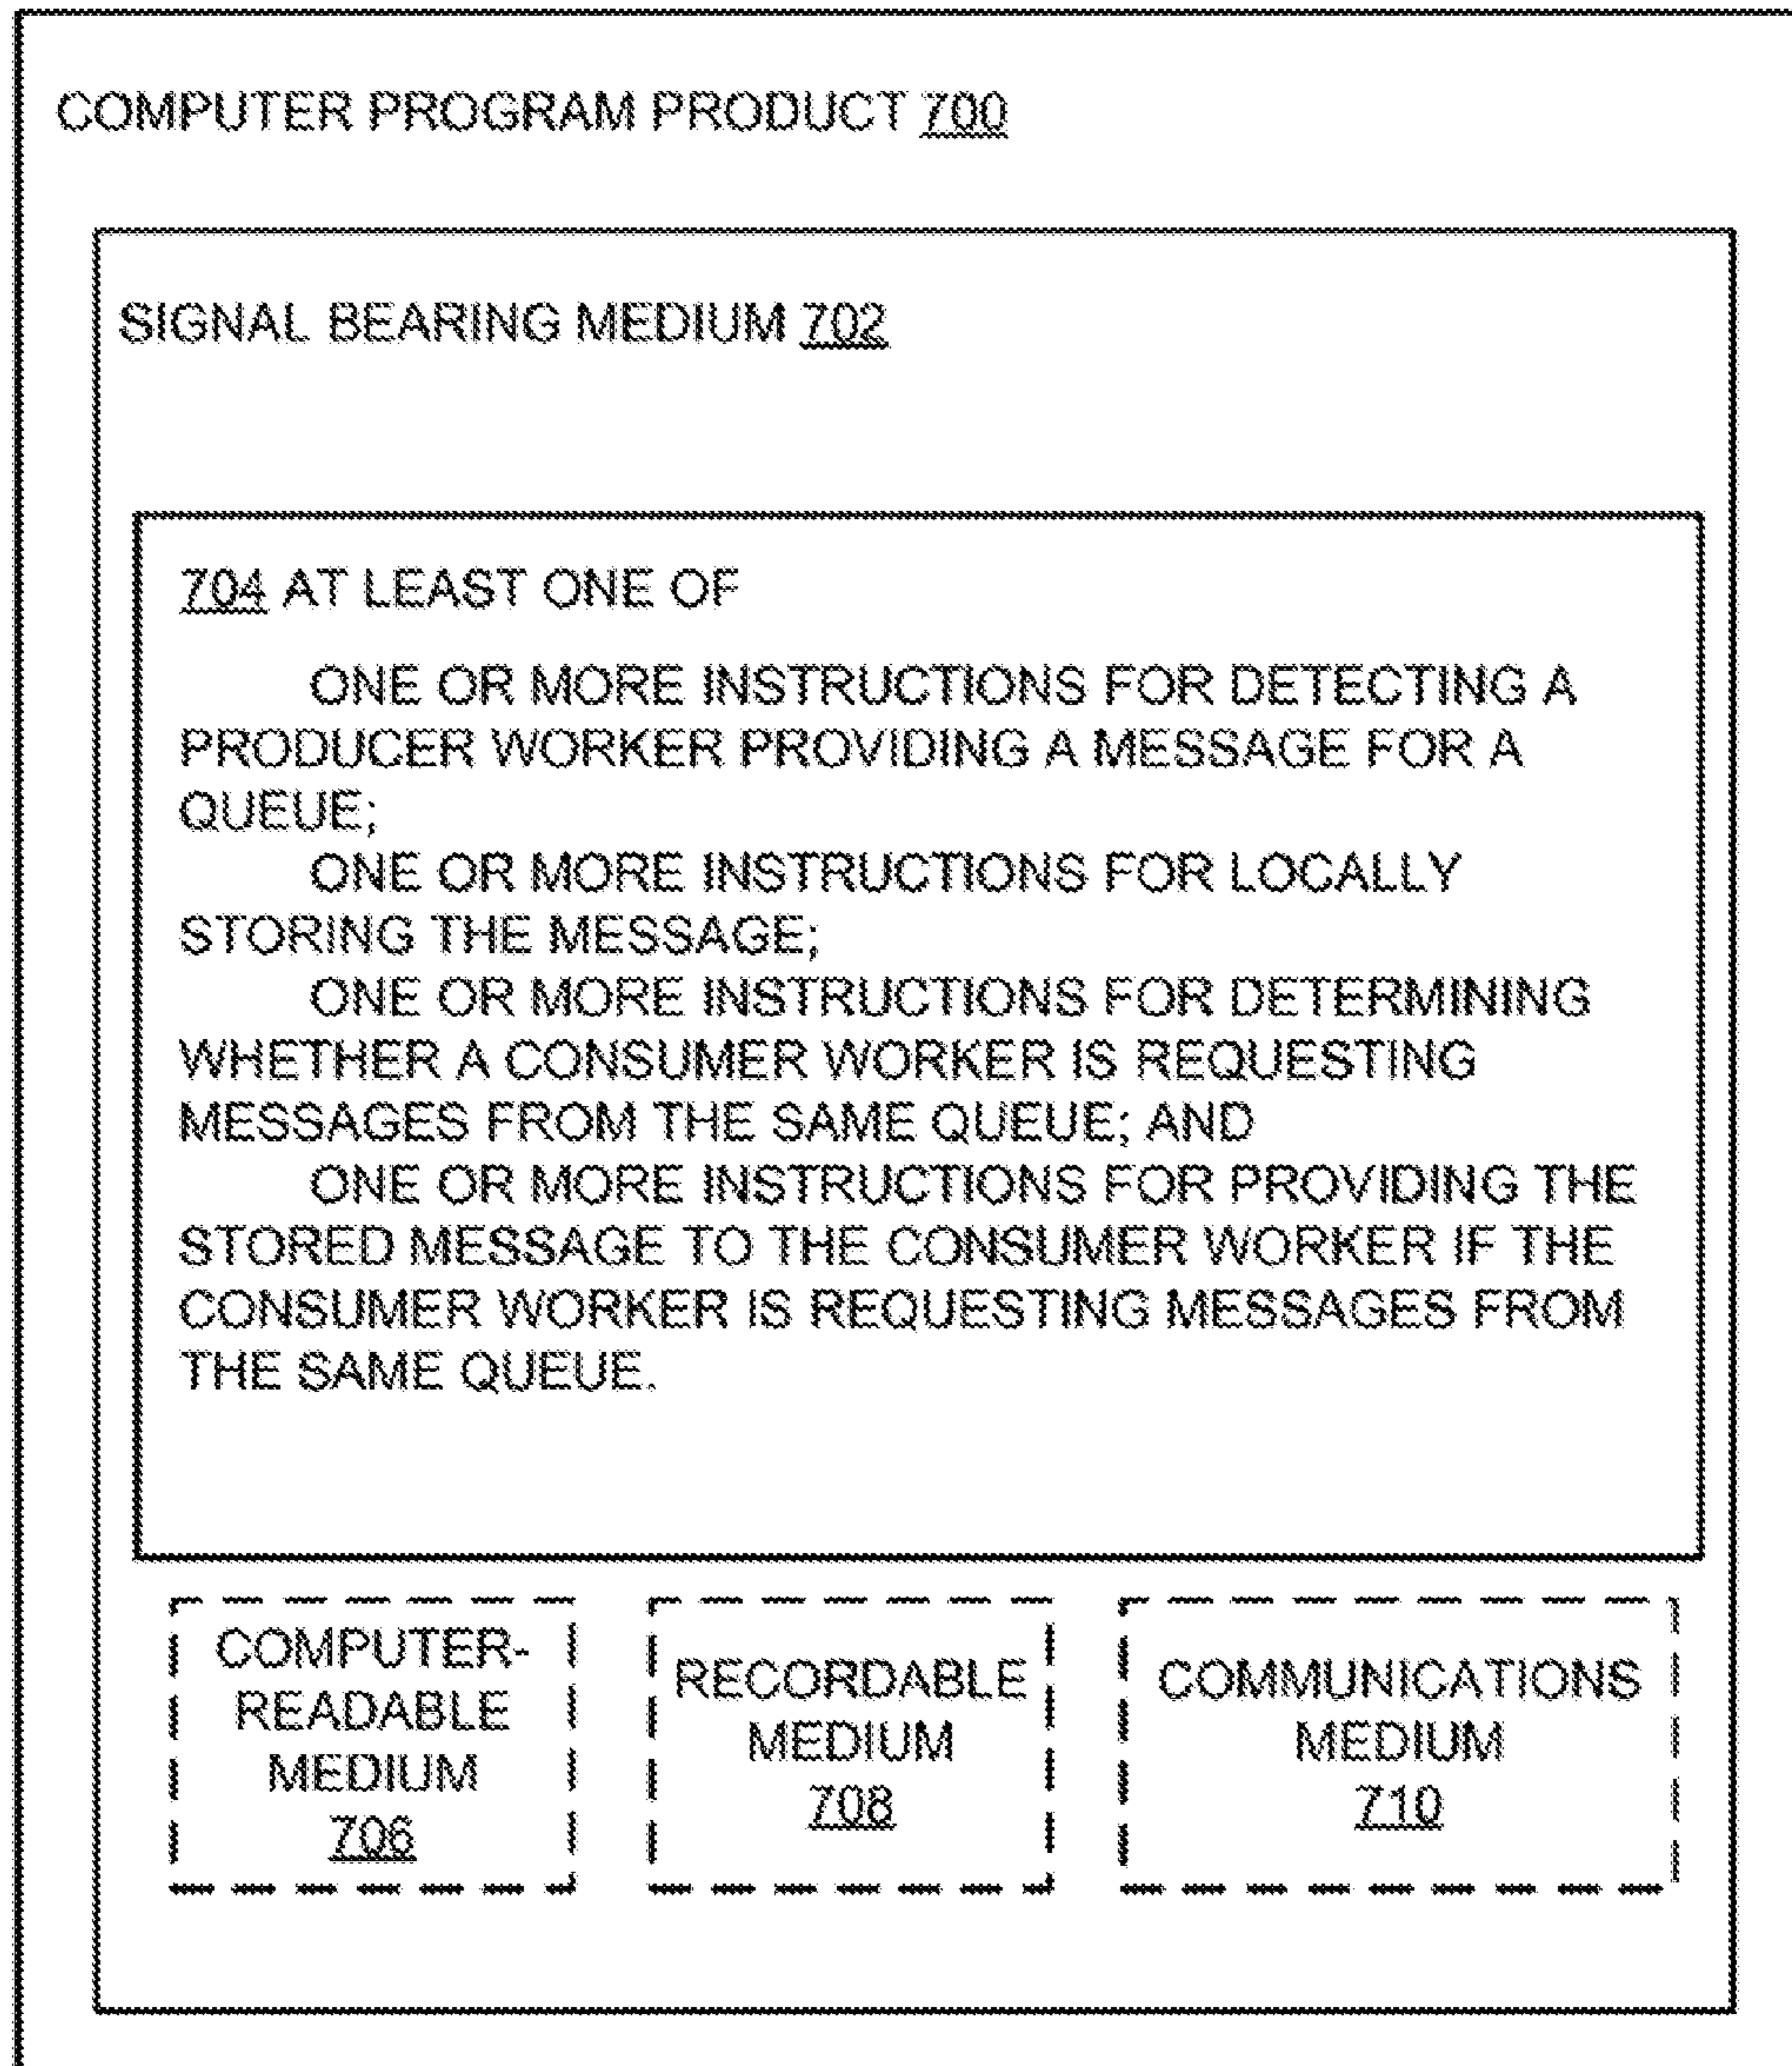 COMPUTER PROGRAM PRODUCT 700
SIGNAL BEARING MEDIUM 702
704 AT LEAST ONE OF
ONE OR MORE INSTRUCTIONS FOR DETECTING A
PRODUCER WORKER PROVIDING A MESSAGE FOR A
QUEUE;
ONE OR MORE INSTRUCTIONS FOR LOCALLY
STORING THE MESSAGE;
ONE OR MORE INSTRUCTIONS FOR DETERMINING
WHETHER A CONSUMER WORKER IS REQUESTING
MESSAGES FROM THE SAME QUEUE; AND
ONE OR MORE INSTRUCTIONS FOR PROVIDING THE
STORED MESSAGE TO THE CONSUMER WORKER IF THE
CONSUMER WORKER IS REQUESTING MESSAGES FROM
THE SAME QUEUE.
COMPUTER-
READABLE
MEDIUM
706
RECORDABLE
MEDIUM
708
COMMUNICATIONS
MEDIUM
710